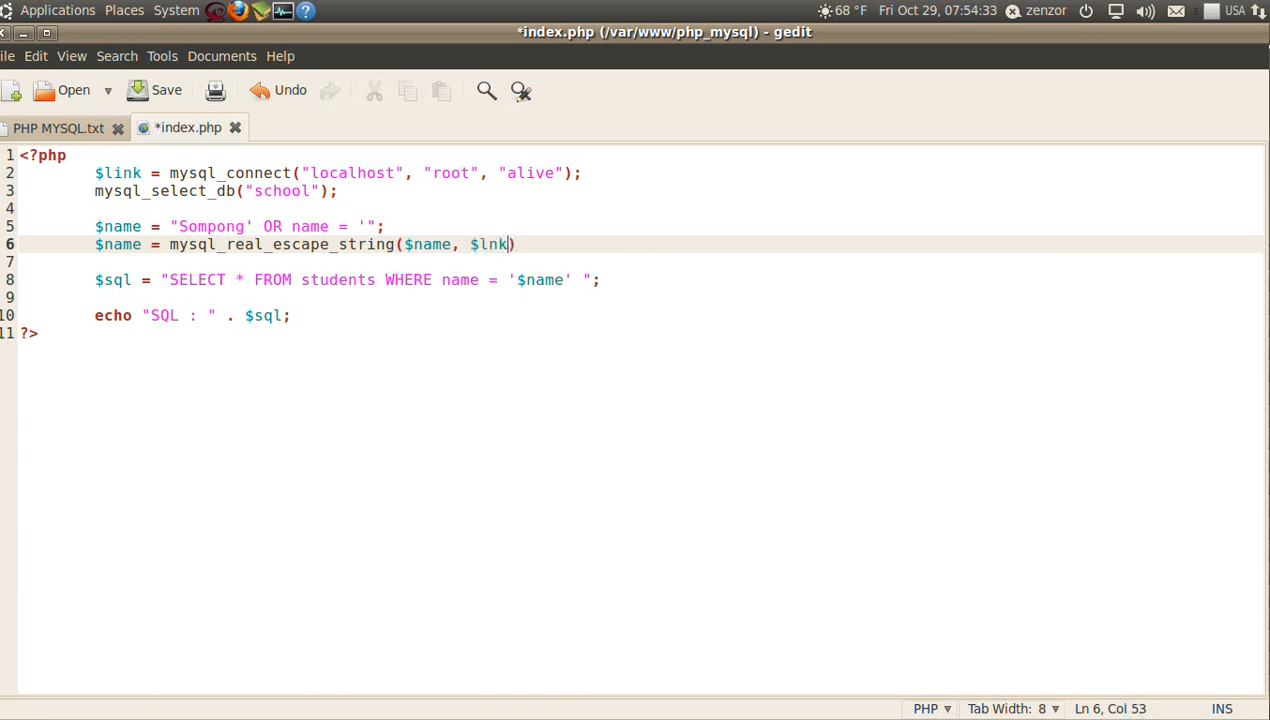 Applications Places System 68 °F Fri Oct 29, 07:54:33 zenzor USA
*index.php (/var/www/php_mysql) - gedit
ile Edit View Search Tools Documents Help
Open Save Undo
PHP MYSQL.txt *index.php
1 <?php
2 $link = mysql_connect("localhost", "root", "alive");
3 mysql_select_db("school");
4
5 $name = "Sompong' OR name = '";
6 $name = mysql_real_escape_string($name, $lnk)
7
8 $sql = "SELECT * FROM students WHERE name = '$name' ";
9
10 echo "SQL : " . $sql;
11 ?>
PHP Tab Width: 8 Ln 6, Col 53 INS